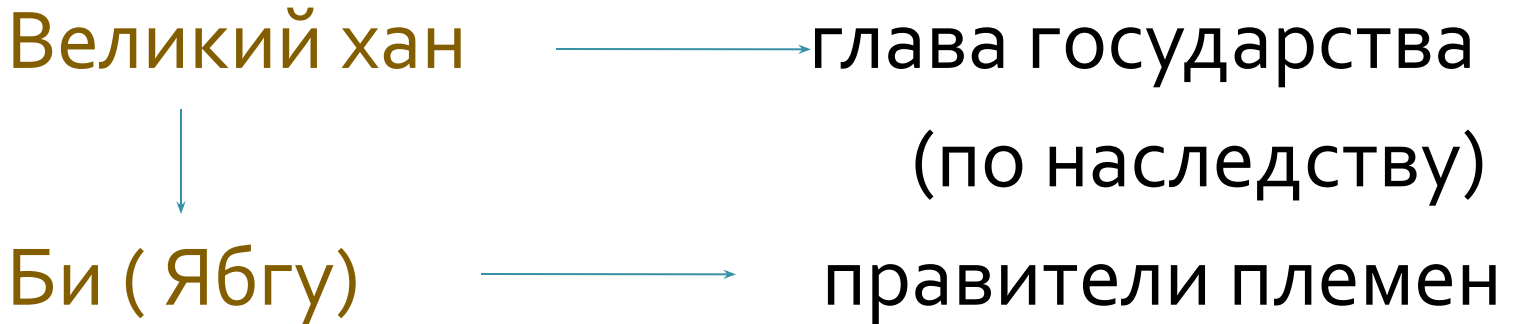 Великий хан глава государства
(по наследству)
Би ( Ябгу) правители племен